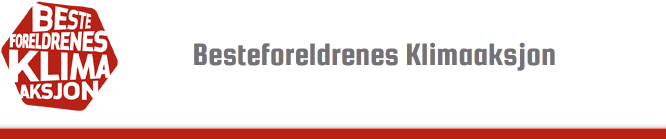 BESTE
FORELDRENES
KLIMA
AKSJON
Besteforeldrenes Klimaaksjon